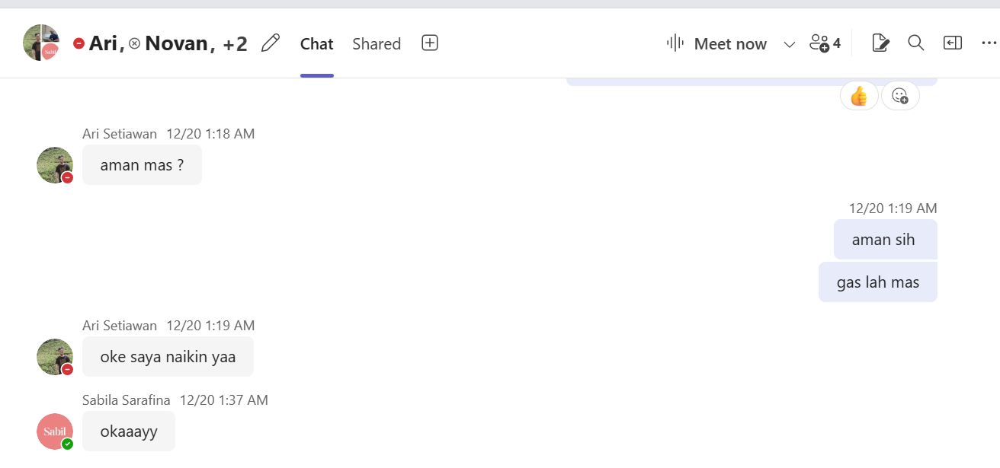 Ari, Novan, +2
Chat
Shared
Meet now
4
Ari Setiawan 12/20 1:18 AM
aman mas ?
12/20 1:19 AM
aman sih
gas lah mas
Ari Setiawan 12/20 1:19 AM
oke saya naikin yaa
Sabila Sarafina 12/20 1:37 AM
Sabil
okaaayy